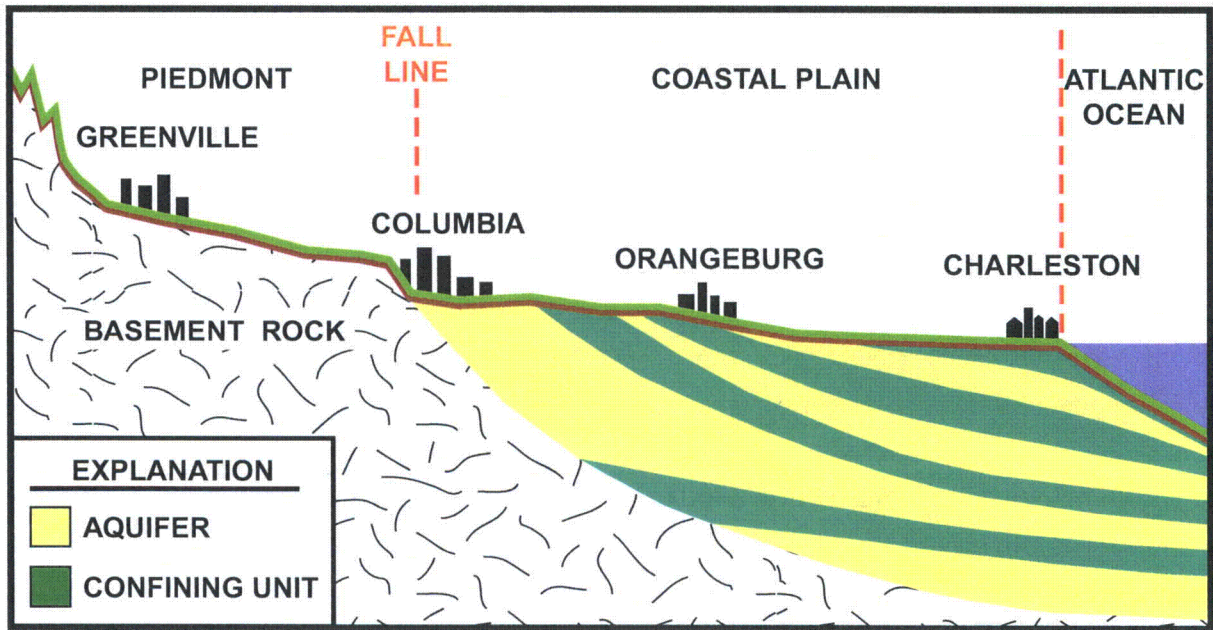 FALL
LINE
PIEDMONT
COASTAL PLAIN
ATLANTIC
OCEAN
GREENVILLE
COLUMBIA
ORANGEBURG
CHARLESTON
BASEMENT ROCK
EXPLANATION
AQUIFER
CONFINING UNIT